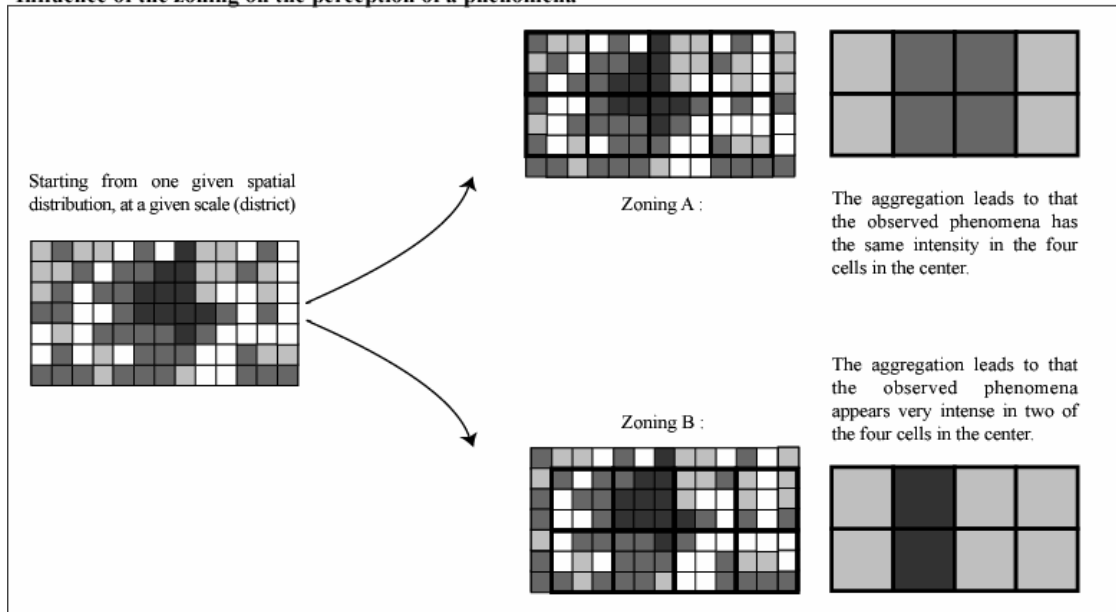 Influence of the zoning on the perception of a phenomena
Starting from one given spatial
distribution, at a given scale (district)
Zoning A :
The aggregation leads to that
the observed phenomena has
the same intensity in the four
cells in the center.
Zoning B :
The aggregation leads to that
the observed phenomena
appears very intense in two of
the four cells in the center.